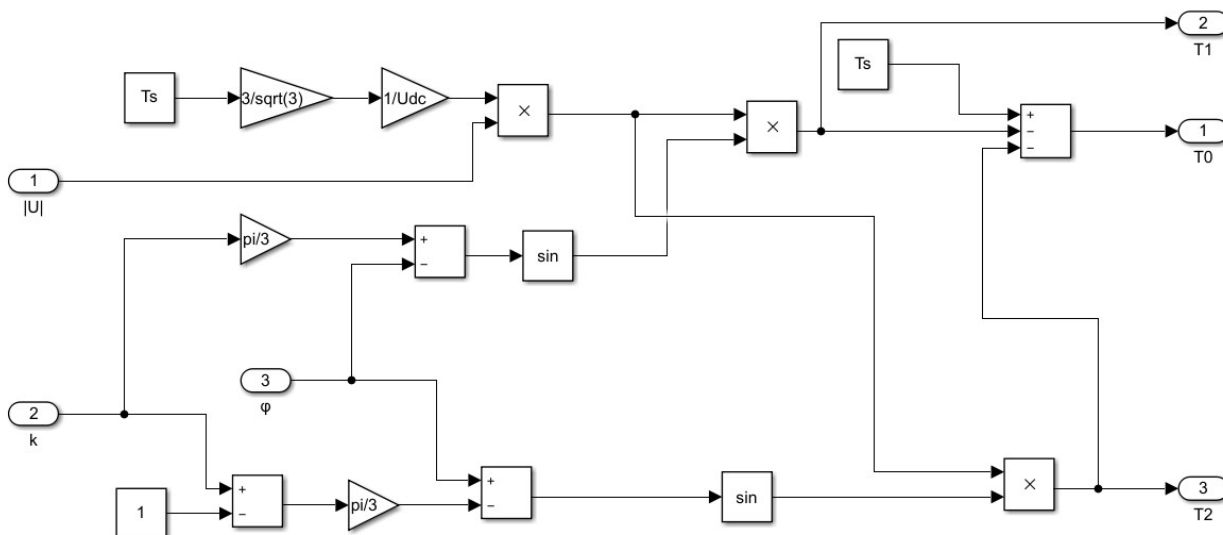 2
T1
Ts
Ts
3/sqrt(3)
1/Udc
×
×
+
−
−
1
T0
1
|U|
pi/3
+
−
sin
3
φ
2
k
+
−
1
pi/3
+
−
sin
×
3
T2